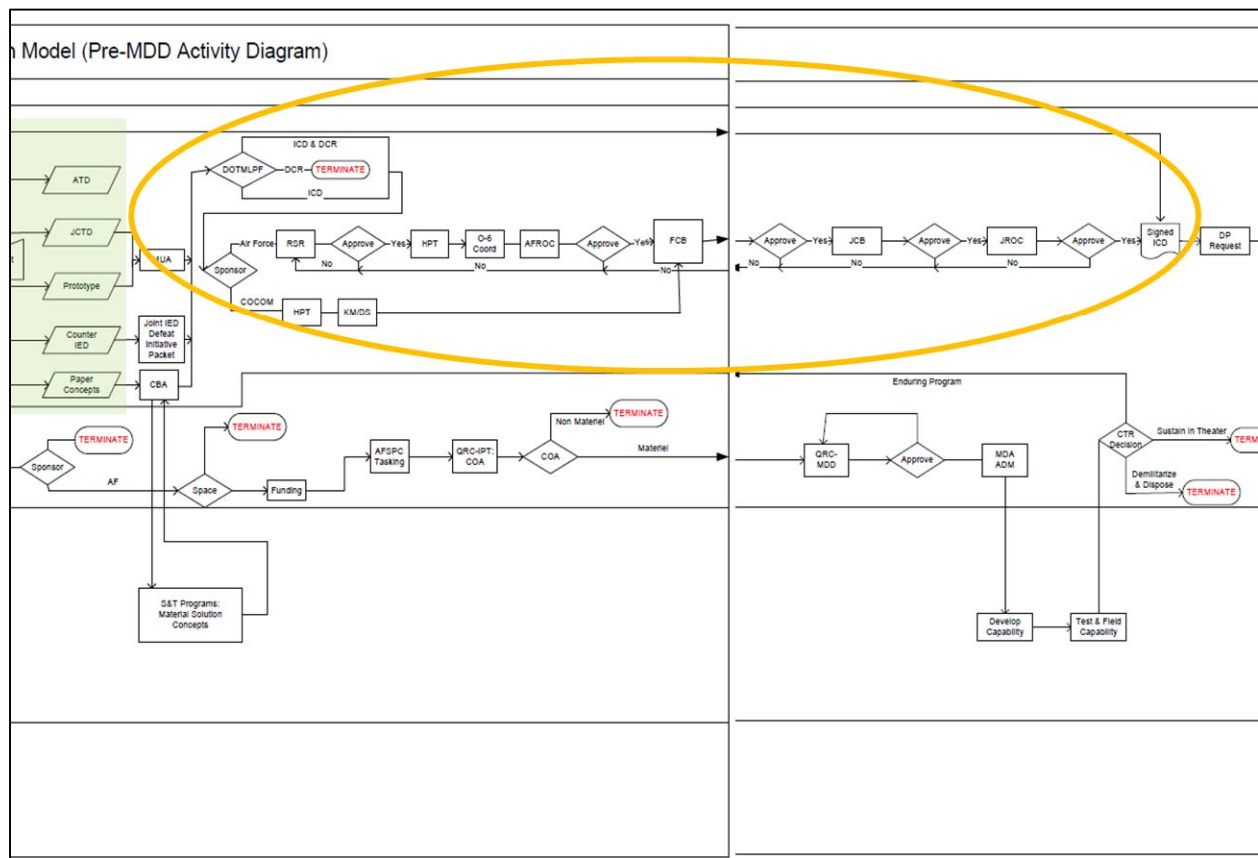 n Model (Pre-MDD Activity Diagram)
ICD & DCR
DOTMLPF
DCR
TERMINATE
ICD
ATD
JCTD
MUA
Prototype
Counter
IED
Joint IED
Defeat
Initiative
Packet
Paper
Concepts
CBA
Sponsor
Air Force
RSR
Approve
Yes
HPT
O-6
Coord
AFROC
Approve
Yes
FCB
No
No
No
COCOM
HPT
KM/DS
Approve
Yes
JCB
Approve
Yes
JROC
Approve
Yes
Signed
ICD
DP
Request
No
No
No
Enduring Program
TERMINATE
Sponsor
AF
TERMINATE
Space
Funding
AFSPC
Tasking
QRC-IPT:
COA
COA
Non Materiel
TERMINATE
Materiel
QRC-
MDD
Approve
MDA
ADM
CTR
Decision
Sustain in Theater
TERM
Demilitarize
& Dispose
TERMINATE
S&T Programs:
Material Solution
Concepts
Develop
Capability
Test & Field
Capability